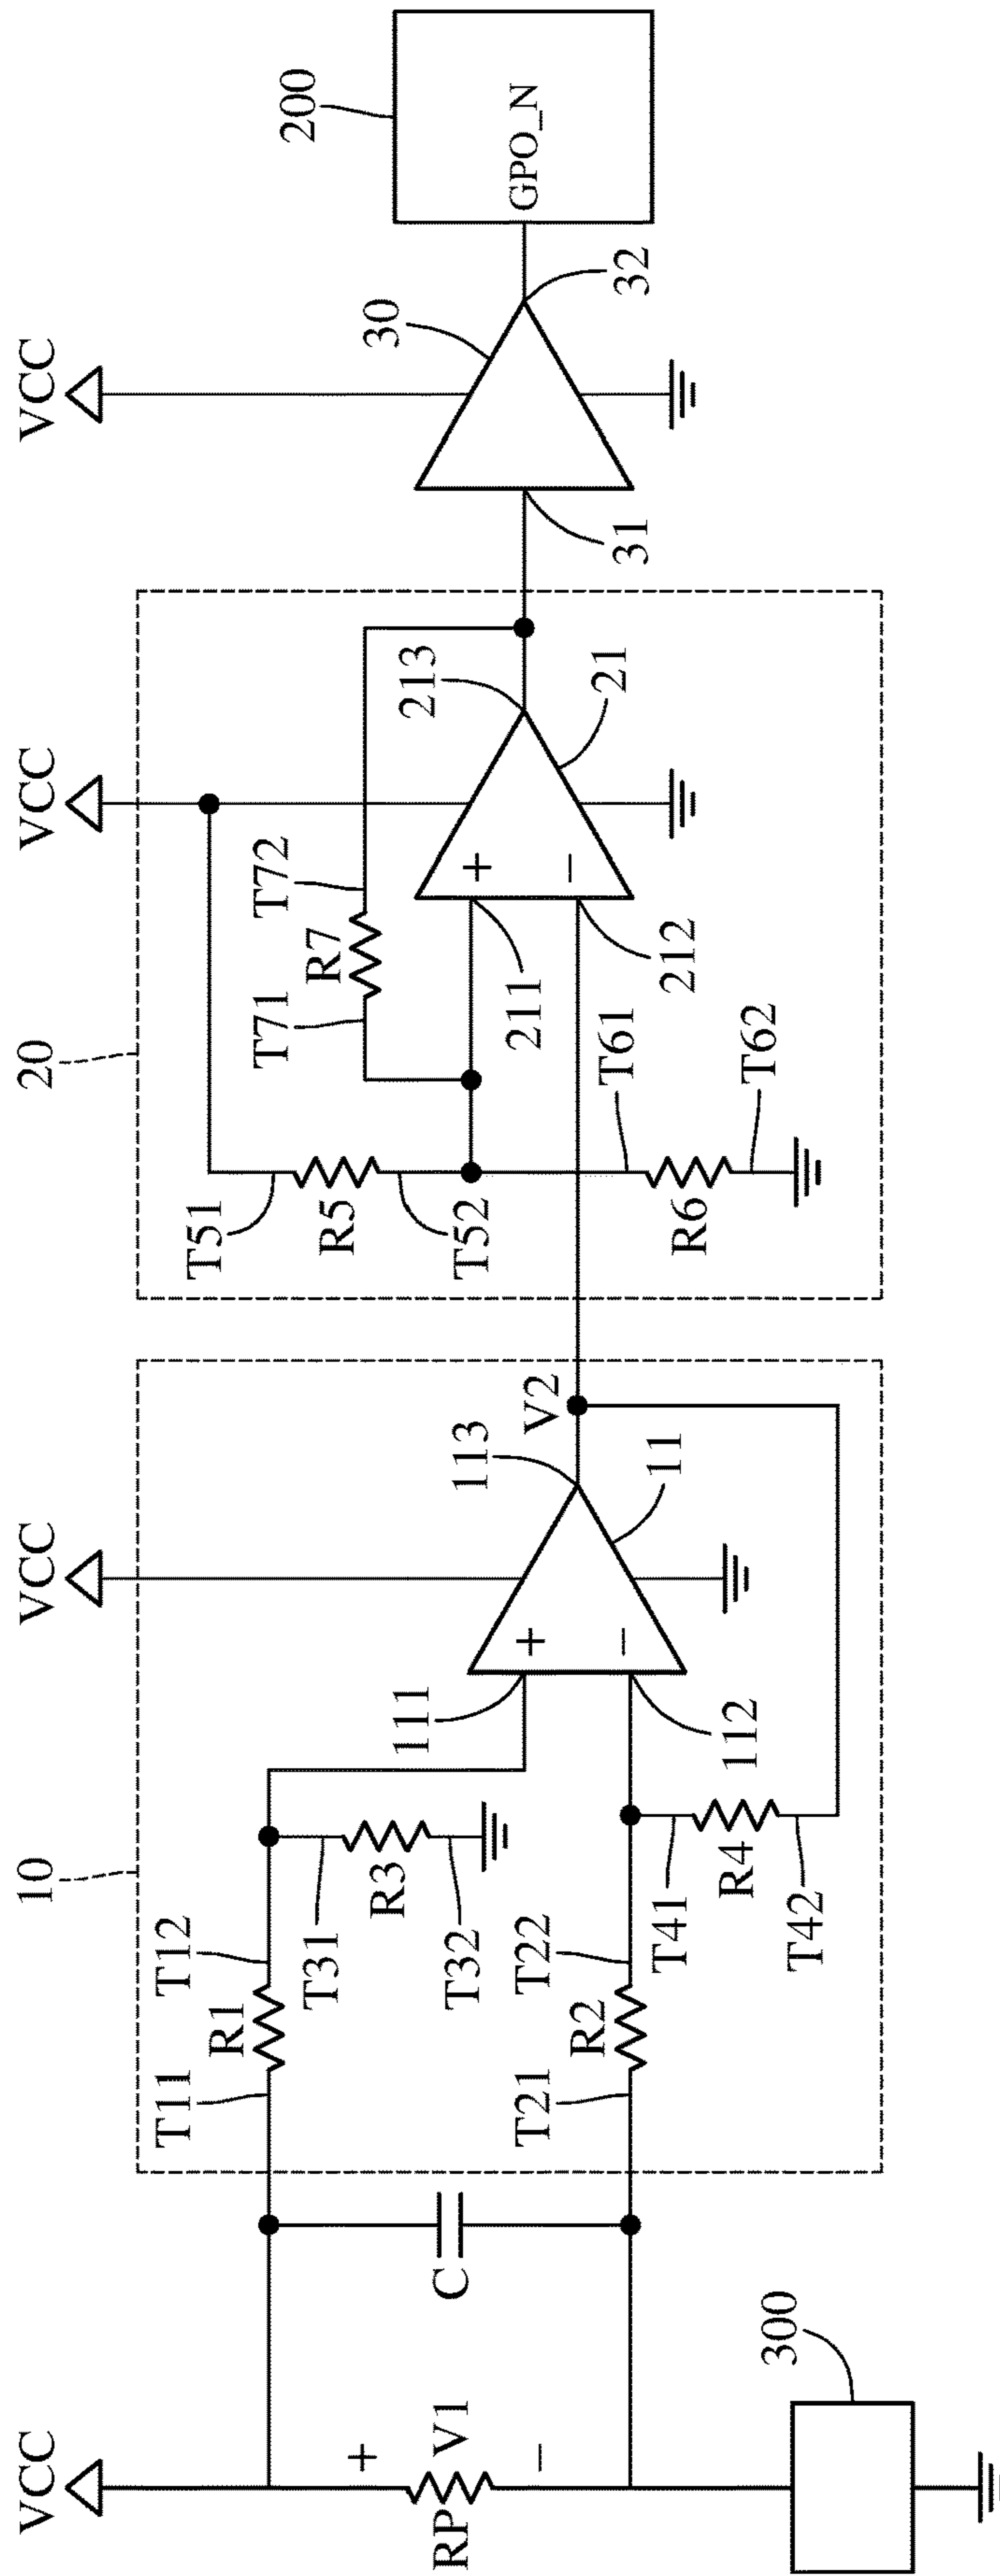 VCC
RP
V1
+
−
300
C
10
T11
R1
T12
T31
R3
T32
T21
R2
T22
T41
R4
T42
111
112
+
−
VCC
113
11
V2
20
T51
R5
T52
T61
R6
T62
T71
R7
T72
211
212
+
−
VCC
213
21
31
30
VCC
32
200
GPO_N